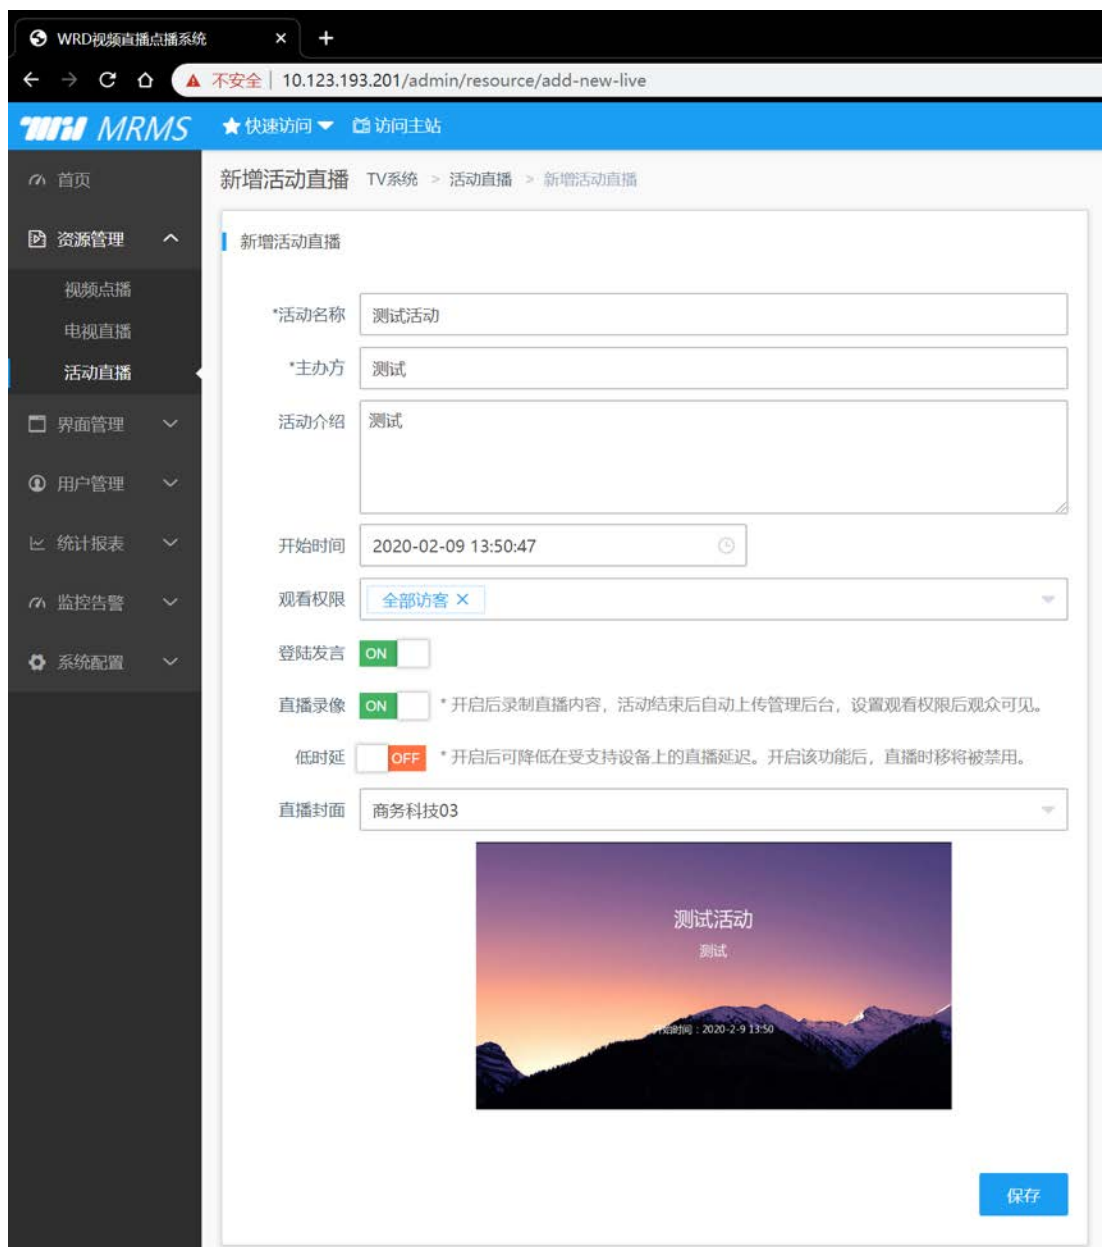 WRD视频直播点播系统
不安全 | 10.123.193.201/admin/resource/add-new-live
MRMS 快速访问 访问主站
首页
资源管理
视频点播
电视直播
活动直播
界面管理
用户管理
统计报表
监控告警
系统配置
新增活动直播 TV系统 > 活动直播 > 新增活动直播
新增活动直播
*活动名称 测试活动
*主办方 测试
活动介绍 测试
开始时间 2020-02-09 13:50:47
观看权限 全部访客 ×
登陆发言 ON
直播录像 ON * 开启后录制直播内容，活动结束后自动上传管理后台，设置观看权限后观众可见。
低时延 OFF * 开启后可降低在受支持设备上的直播延迟。开启该功能后，直播时移将被禁用。
直播封面 商务科技03
测试活动
测试
开始时间：2020-2-9 13:50
保存